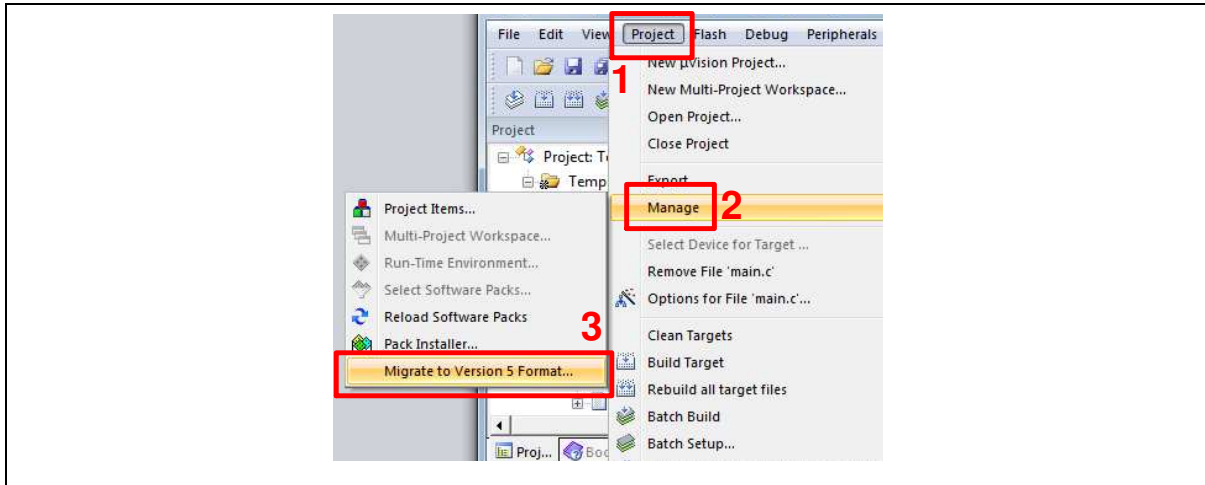 File Edit View Project Flash Debug Peripherals
1
New µVision Project...
New Multi-Project Workspace...
Open Project...
Close Project
Export
Manage
2
Select Device for Target ...
Remove File 'main.c'
Options for File 'main.c'...
Clean Targets
Build Target
Rebuild all target files
Batch Build
Batch Setup...
Project
Project:
Project Items...
Multi-Project Workspace...
Run-Time Environment...
Select Software Packs...
Reload Software Packs
3
Pack Installer...
Migrate to Version 5 Format...
Proj...